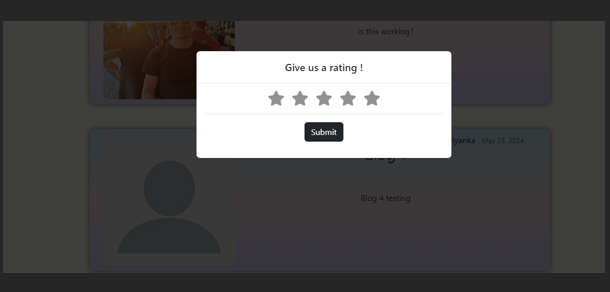 Is this working?
Give us a rating !
Submit
May 23, 2024
Blog 4 testing